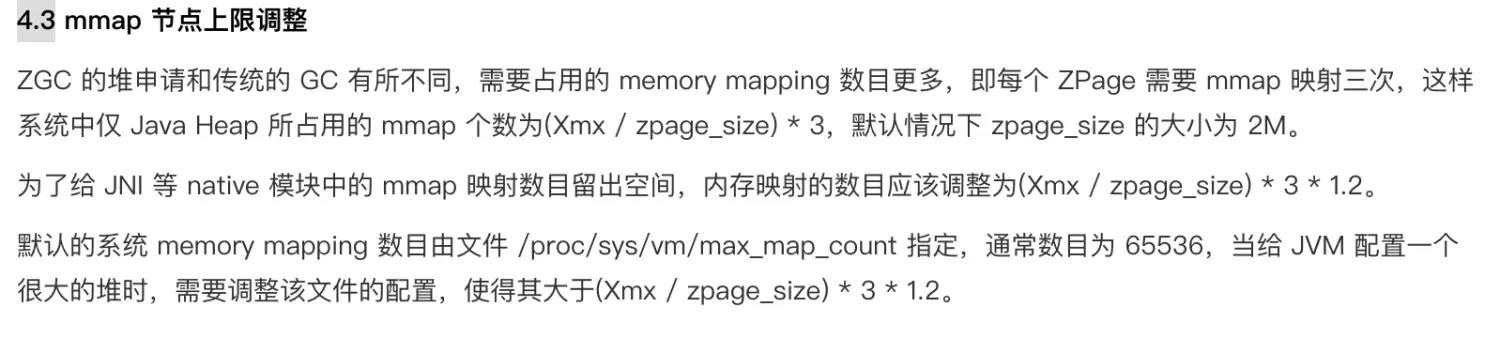 4.3 mmap 节点上限调整
ZGC 的堆申请和传统的 GC 有所不同，需要占用的 memory mapping 数目更多，即每个 ZPage 需要 mmap 映射三次，这样
系统中仅 Java Heap 所占用的 mmap 个数为(Xmx / zpage_size) * 3，默认情况下 zpage_size 的大小为 2M。
为了给 JNI 等 native 模块中的 mmap 映射数目留出空间，内存映射的数目应该调整为(Xmx / zpage_size) * 3 * 1.2。
默认的系统 memory mapping 数目由文件 /proc/sys/vm/max_map_count 指定，通常数目为 65536，当给 JVM 配置一个
很大的堆时，需要调整该文件的配置，使得其大于(Xmx / zpage_size) * 3 * 1.2。